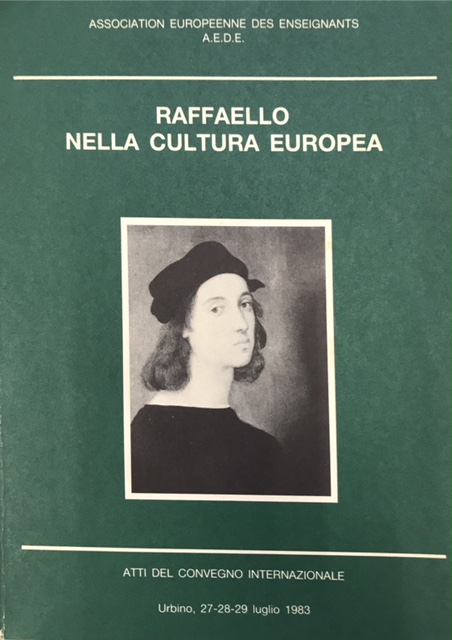 ASSOCIATION EUROPEENNE DES ENSEIGNANTS
A.E.D.E.
RAFFAELLO
NELLA CULTURA EUROPEA
ATTI DEL CONVEGNO INTERNAZIONALE
Urbino, 27-28-29 luglio 1983